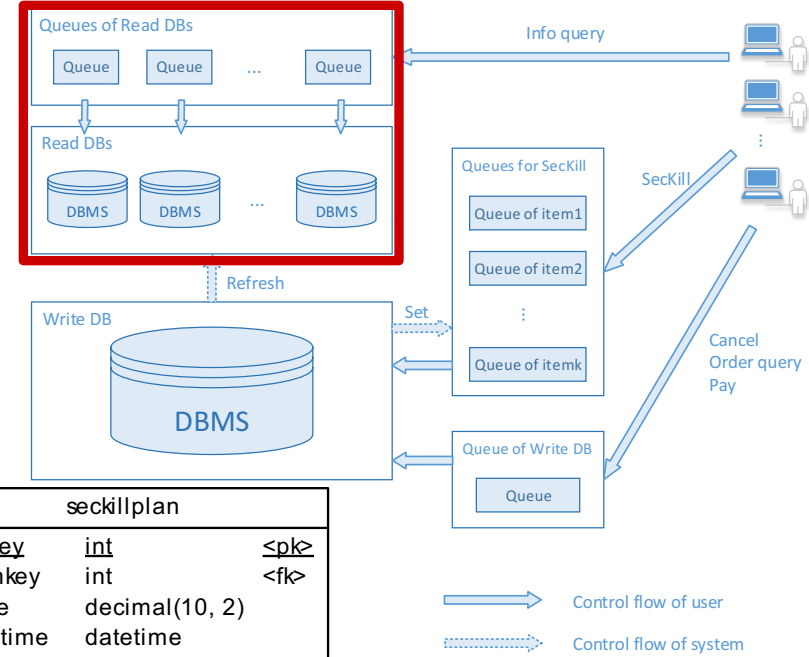 Queues of Read DBs
Queue Queue ... Queue
Info query
Read DBs
DBMS DBMS ... DBMS
Queues for SecKill
SecKill
Queue of item1
Queue of item2
⋮
Queue of itemk
Refresh
Set
Write DB
DBMS
Cancel
Order query
Pay
Queue of Write DB
Queue
seckillplan
ey int <pk>
key int <fk>
e decimal(10, 2)
time datetime
Control flow of user
Control flow of system